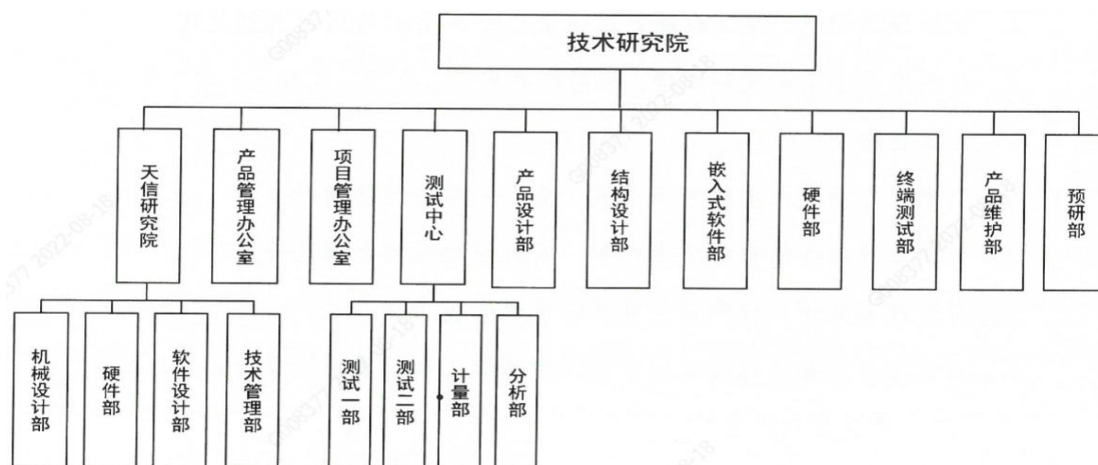 技术研究院
天信研究院
产品管理办公室
项目管理办公室
测试中心
产品设计部
结构设计部
嵌入式软件部
硬件部
终端测试部
产品维护部
预研部
机械设计部
硬件部
软件设计部
技术管理部
测试一部
测试二部
计量部
分析部
G008377 2022-08-18